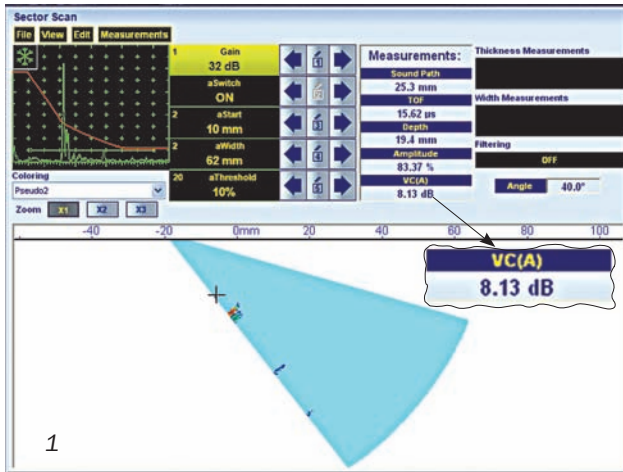 Sector Scan
File View Edit Measurements
1 Gain
32 dB
aSwitch
ON
2 aStart
10 mm
2 aWidth
62 mm
20 aThreshold
10%
Measurements:
Sound Path
25.3 mm
TOF
15.62 µs
Depth
19.4 mm
Amplitude
83.37 %
VC(A)
8.13 dB
Thickness Measurements
Width Measurements
Filtering
OFF
Angle 40.0°
Coloring
Pseudo2
Zoom X1 X2 X3
-40 -20 0mm 20 40 60 80 100
VC(A)
8.13 dB
1